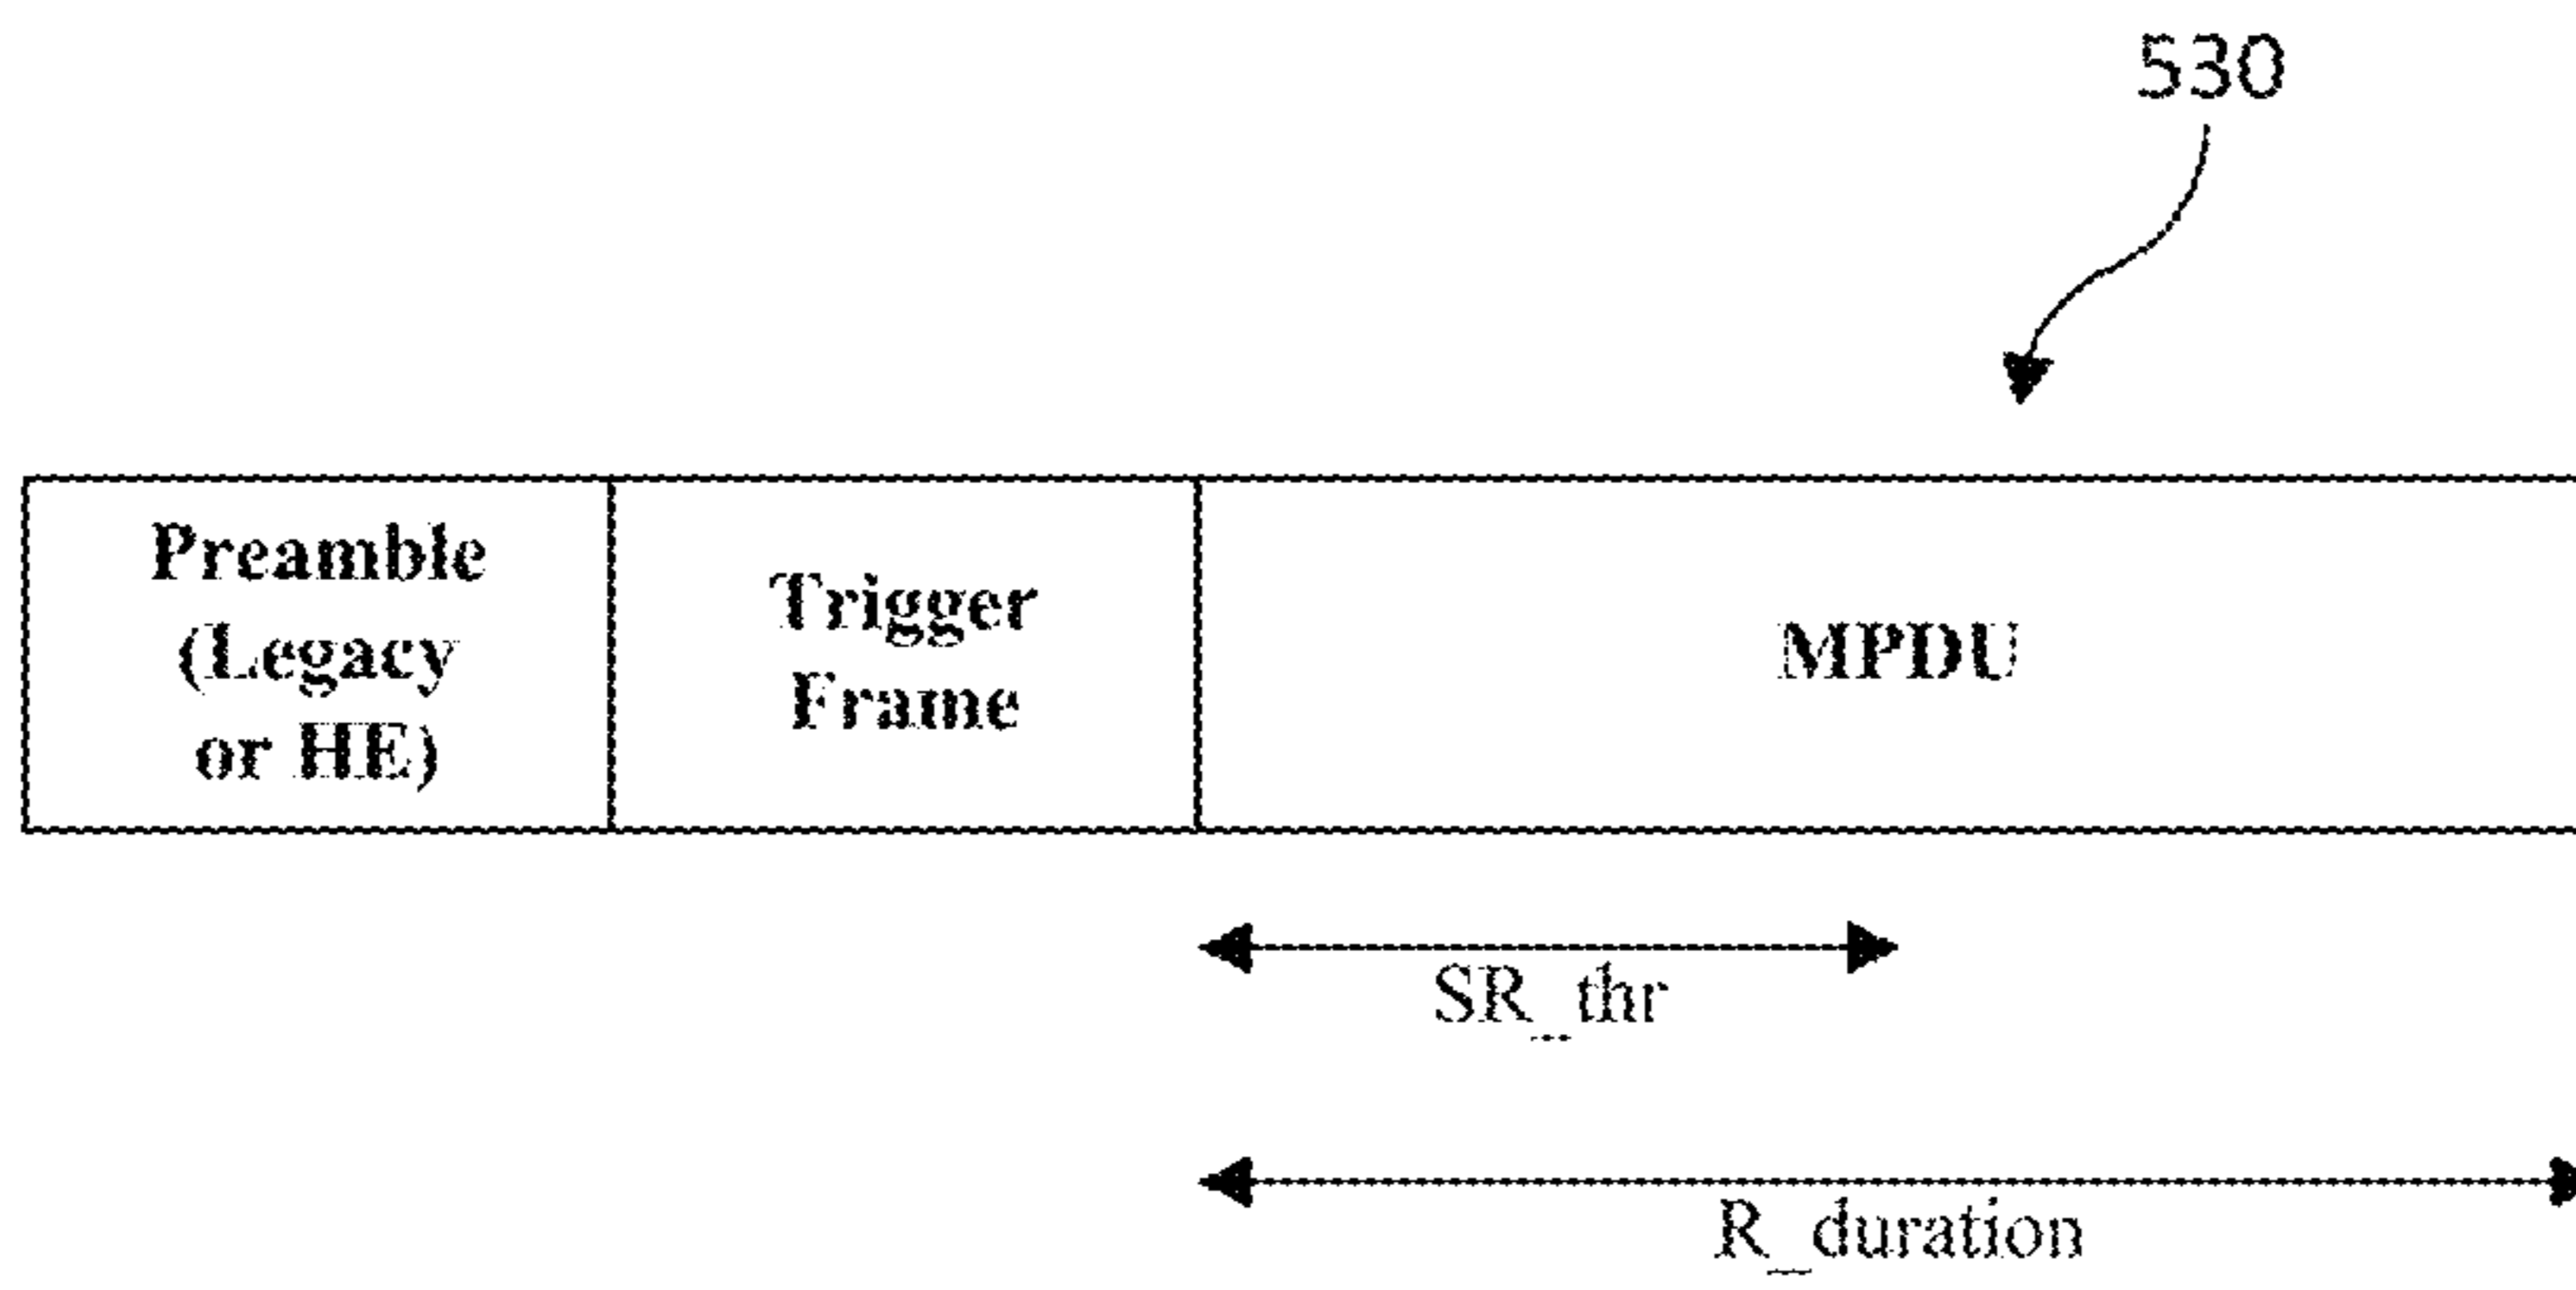 530
Preamble
(Legacy
or HE)
Trigger
Frame
MPDU
SR_thr
R_duration